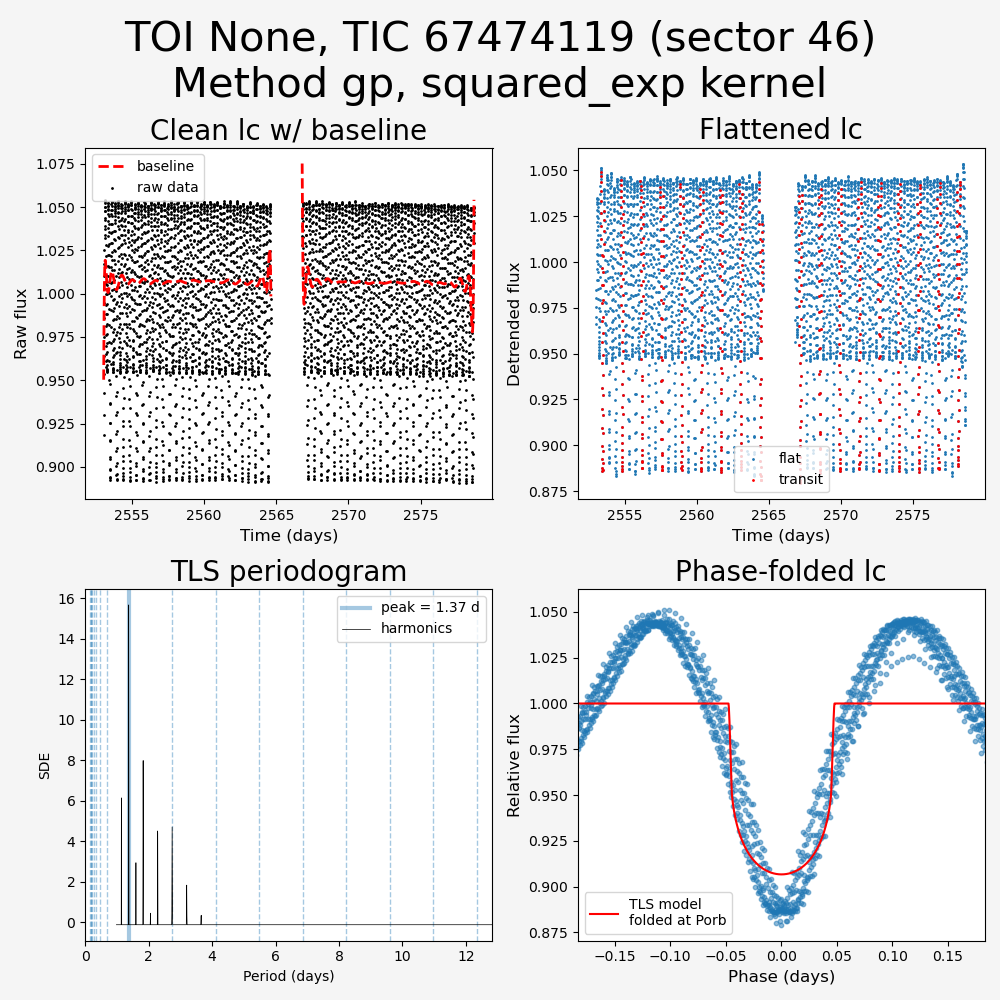 TOI None, TIC 67474119 (sector 46)
Method gp, squared_exp kernel
Clean lc w/ baseline
Raw flux
1.075
1.050
1.025
1.000
0.975
0.950
0.925
0.900
baseline
raw data
2555 2560 2565 2570 2575
Time (days)
Flattened lc
Detrended flux
1.050
1.025
1.000
0.975
0.950
0.925
0.900
0.875
flat
transit
2555 2560 2565 2570 2575
Time (days)
TLS periodogram
SDE
16
14
12
10
8
6
4
2
0
peak = 1.37 d
harmonics
0 2 4 6 8 10 12
Period (days)
Phase-folded lc
Relative flux
1.050
1.025
1.000
0.975
0.950
0.925
0.900
0.875
TLS model
folded at Porb
−0.15 −0.10 −0.05 0.00 0.05 0.10 0.15
Phase (days)